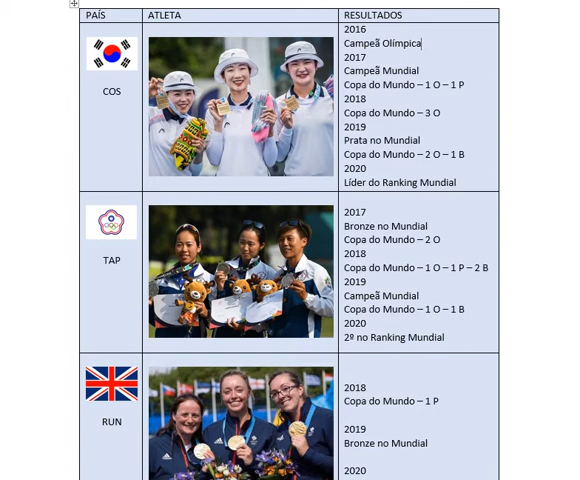 PAÍS ATLETA RESULTADOS
COS
2016
Campeã Olímpica
2017
Campeã Mundial
Copa do Mundo – 1 O – 1 P
2018
Copa do Mundo – 3 O
2019
Prata no Mundial
Copa do Mundo – 2 O – 1 B
2020
Líder do Ranking Mundial
TAP
2017
Bronze no Mundial
Copa do Mundo – 2 O
2018
Copa do Mundo – 1 O – 1 P – 2 B
2019
Campeã Mundial
Copa do Mundo – 1 O – 1 B
2020
2º no Ranking Mundial
RUN
2018
Copa do Mundo – 1 P
2019
Bronze no Mundial
2020